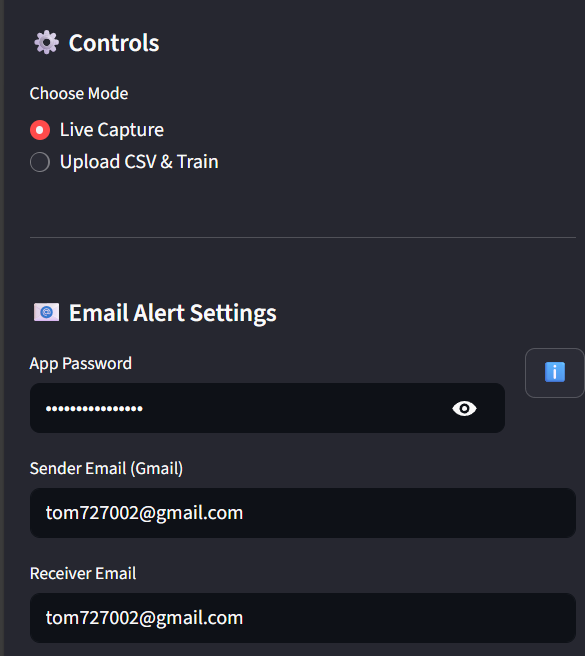 Controls
Choose Mode
Live Capture
Upload CSV & Train
Email Alert Settings
App Password
••••••••••••••••
Sender Email (Gmail)
tom727002@gmail.com
Receiver Email
tom727002@gmail.com